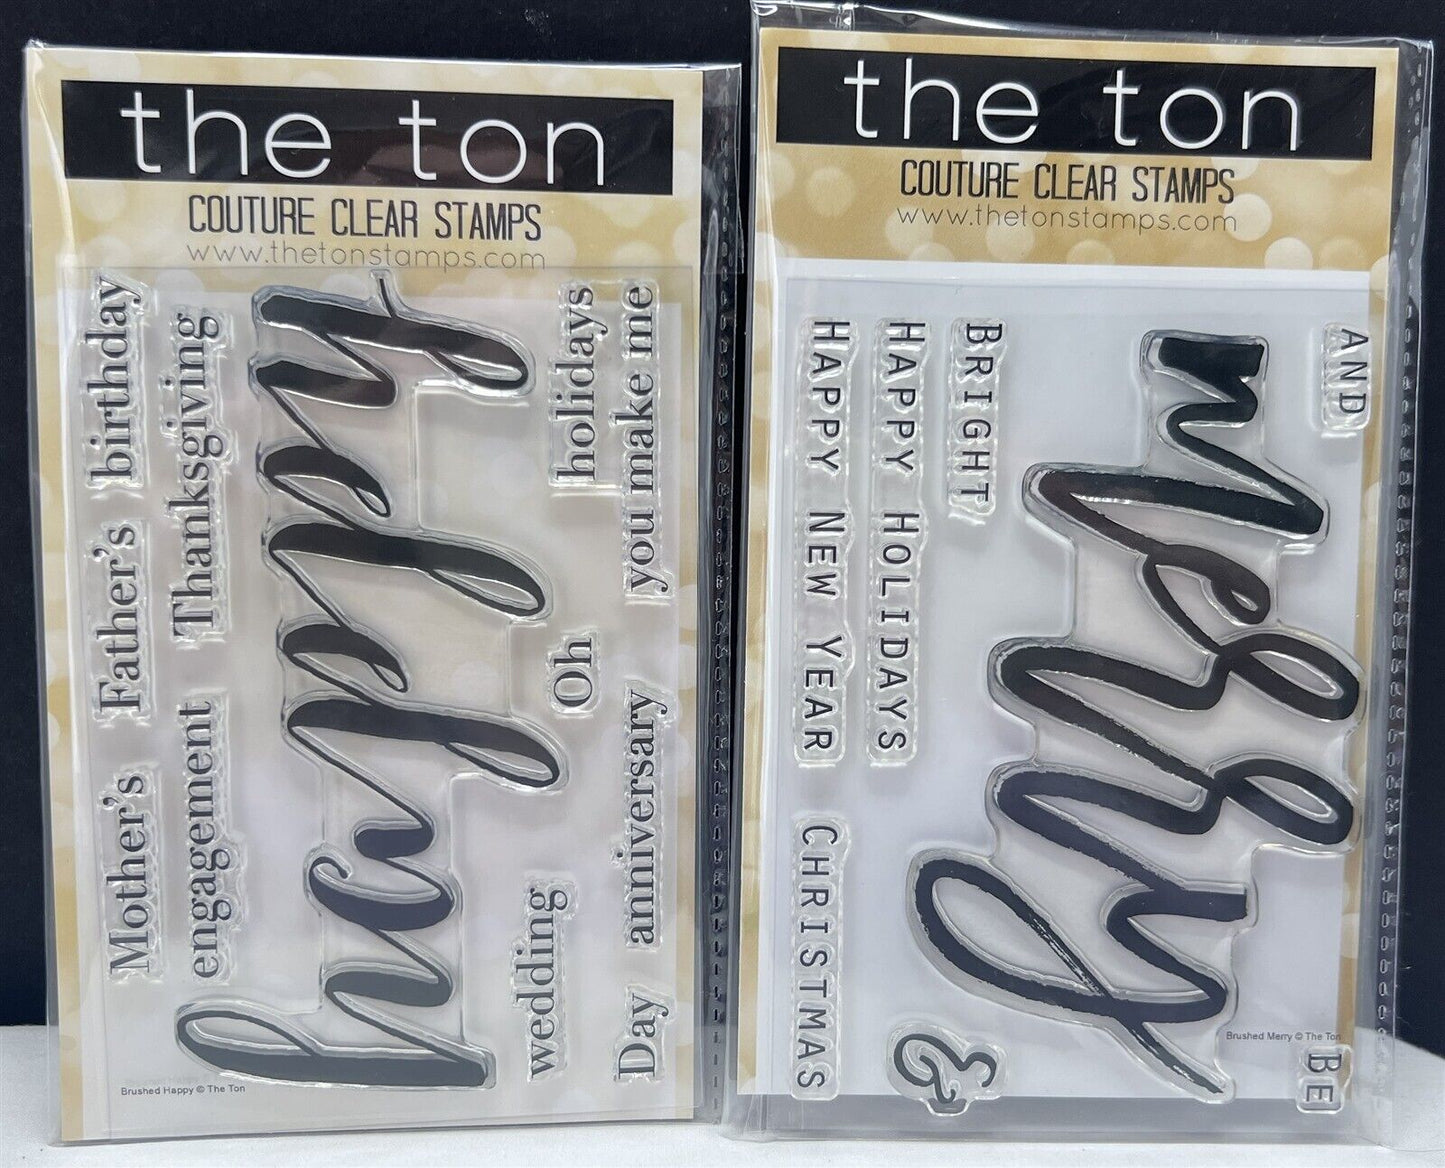 the ton
COUTURE CLEAR STAMPS
www.thetonstamps.com
birthday
Father's
Mother's
Thanksgiving
engagement
happy
holidays
Oh
wedding
you make me
anniversary
Day
Brushed Happy © The Ton
the ton
COUTURE CLEAR STAMPS
www.thetonstamps.com
HAPPY NEW YEAR
CHRISTMAS
HAPPY HOLIDAYS
BRIGHT
&
merry
AND
BE
Brushed Merry © The Ton